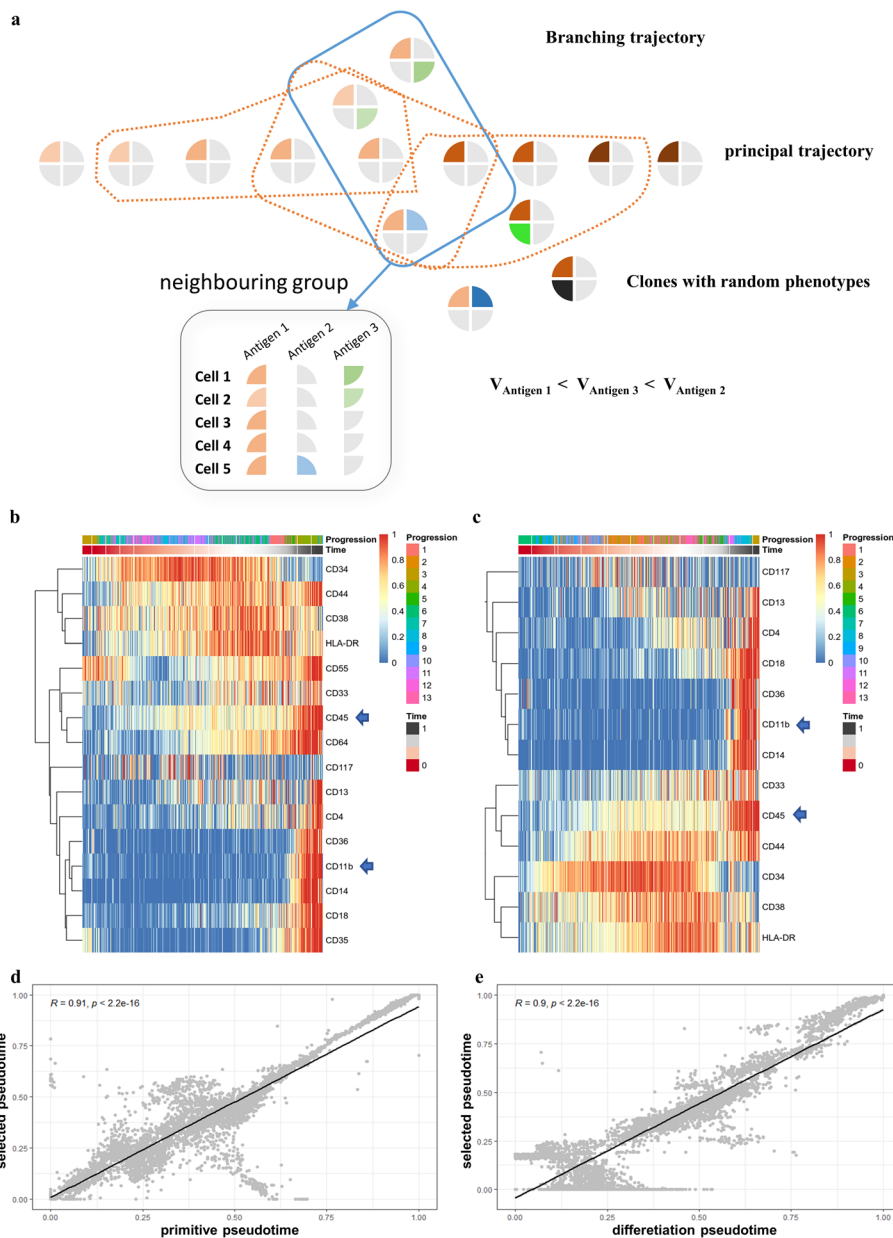 a
Branching trajectory
principal trajectory
Clones with random phenotypes
neighbouring group
Antigen 1
Antigen 2
Antigen 3
Cell 1
Cell 2
Cell 3
Cell 4
Cell 5
V Antigen 1 < V Antigen 3 < V Antigen 2
b
Progression
Time
CD34
CD44
CD38
HLA-DR
CD55
CD33
CD45
CD64
CD117
CD13
CD4
CD36
CD11b
CD14
CD18
CD35
1
0.8
0.6
0.4
0.2
0
Progression
1
2
3
4
5
6
7
8
9
10
11
12
13
Time
1
0
c
Progression
Time
CD117
CD13
CD4
CD18
CD36
CD11b
CD14
CD33
CD45
CD44
CD34
CD38
HLA-DR
1
0.8
0.6
0.4
0.2
0
Progression
1
2
3
4
5
6
7
8
9
10
11
12
13
Time
1
0
d
R = 0.91, p < 2.2e-16
selected pseudotime
1.00
0.75
0.50
0.25
0.00
0.00 0.25 0.50 0.75 1.00
primitive pseudotime
e
R = 0.9, p < 2.2e-16
selected pseudotime
1.00
0.75
0.50
0.25
0.00
0.00 0.25 0.50 0.75 1.00
differetiation pseudotime